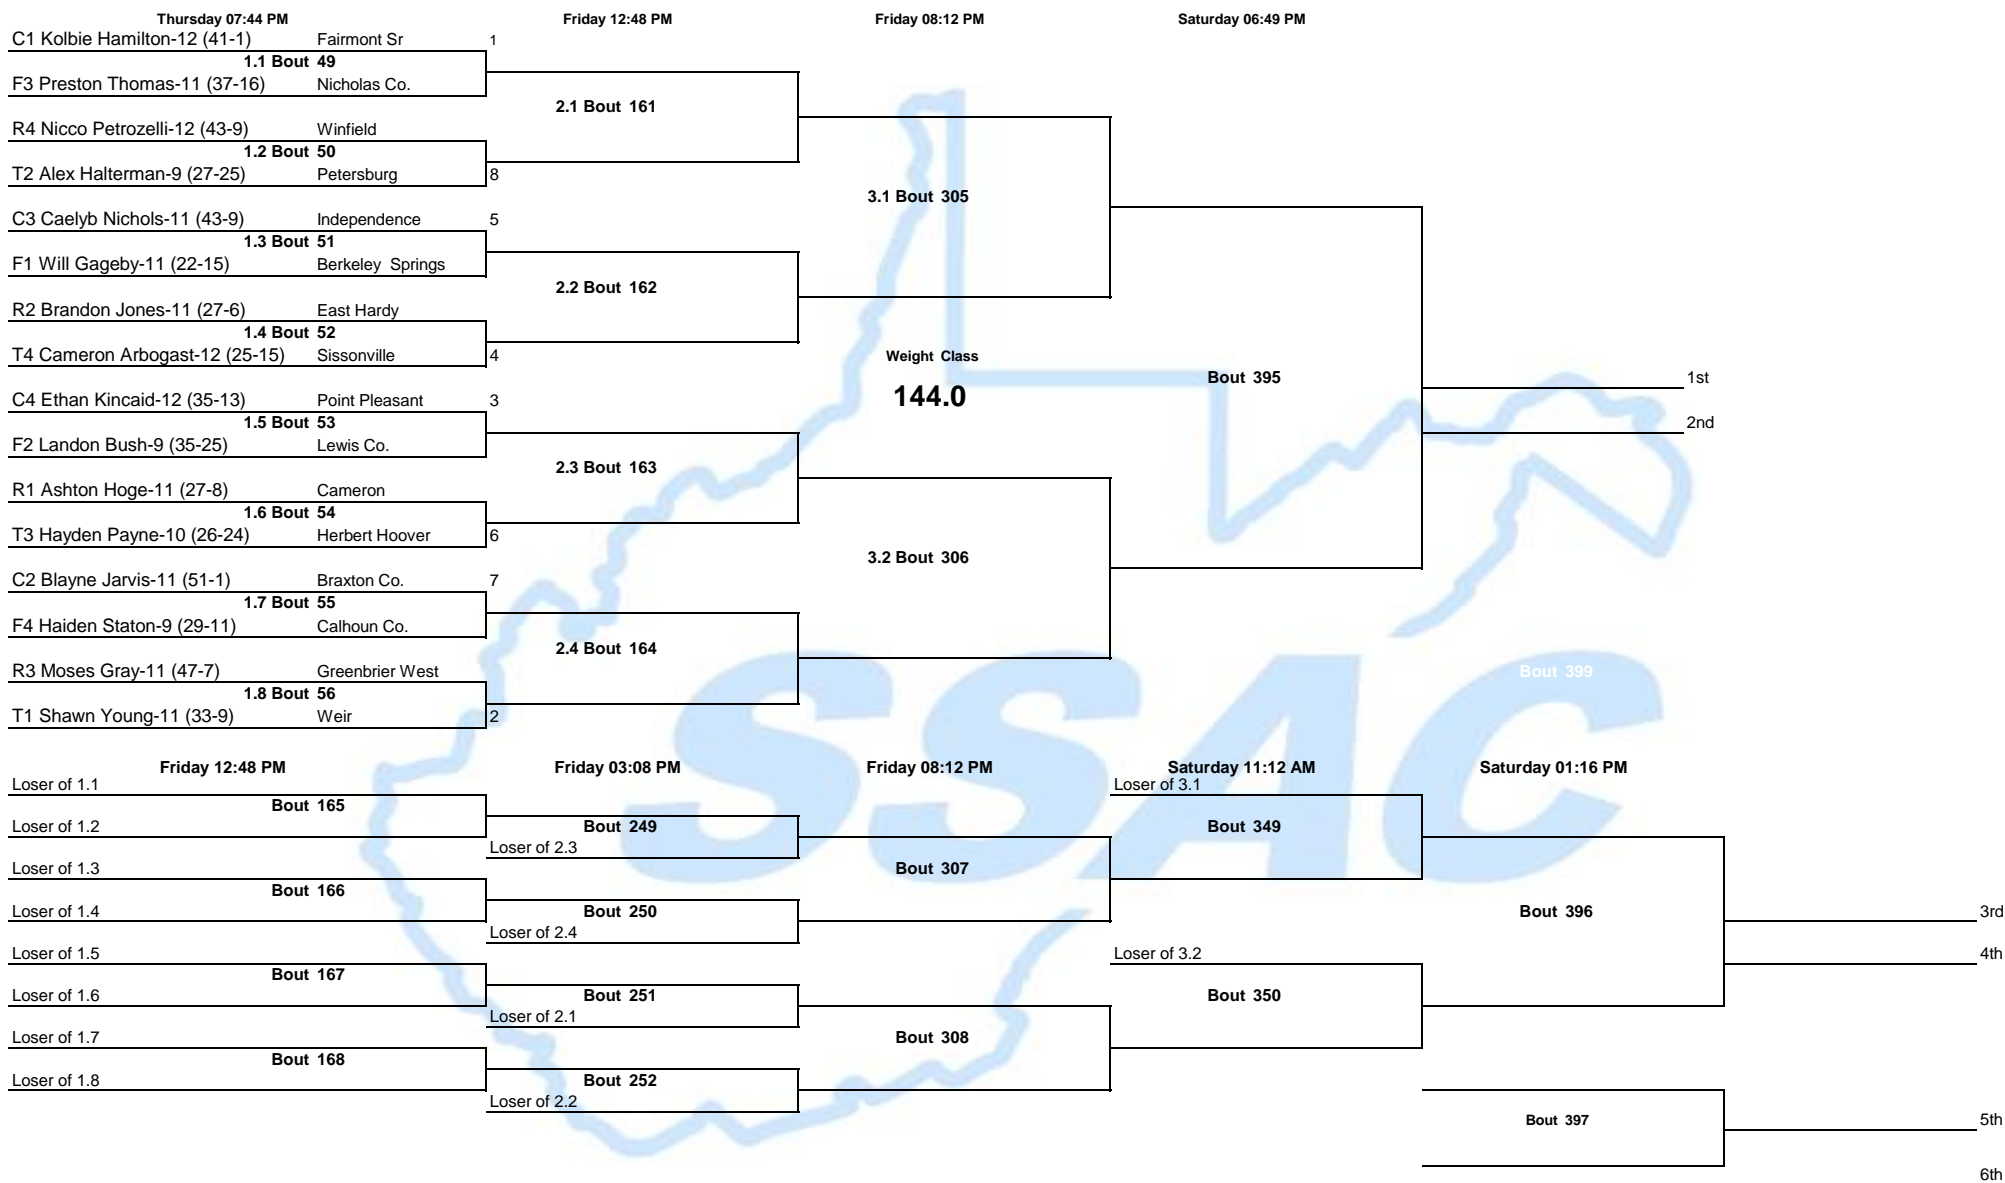 Thursday 07:44 PM Friday 12:48 PM Friday 08:12 PM Saturday 06:49 PM
C1 Kolbie Hamilton-12 (41-1) Fairmont Sr 1
1.1 Bout 49
F3 Preston Thomas-11 (37-16) Nicholas Co.
2.1 Bout 161
R4 Nicco Petrozelli-12 (43-9) Winfield
1.2 Bout 50
T2 Alex Halterman-9 (27-25) Petersburg 8
3.1 Bout 305
C3 Caelyb Nichols-11 (43-9) Independence 5
1.3 Bout 51
F1 Will Gageby-11 (22-15) Berkeley Springs
2.2 Bout 162
R2 Brandon Jones-11 (27-6) East Hardy
1.4 Bout 52
T4 Cameron Arbogast-12 (25-15) Sissonville 4
Weight Class
144.0
Bout 395
1st
2nd
C4 Ethan Kincaid-12 (35-13) Point Pleasant 3
1.5 Bout 53
F2 Landon Bush-9 (35-25) Lewis Co.
2.3 Bout 163
R1 Ashton Hoge-11 (27-8) Cameron
1.6 Bout 54
T3 Hayden Payne-10 (26-24) Herbert Hoover 6
3.2 Bout 306
C2 Blayne Jarvis-11 (51-1) Braxton Co. 7
1.7 Bout 55
F4 Haiden Staton-9 (29-11) Calhoun Co.
2.4 Bout 164
R3 Moses Gray-11 (47-7) Greenbrier West
1.8 Bout 56
T1 Shawn Young-11 (33-9) Weir 2
Bout 399
SSAC
Friday 12:48 PM Friday 03:08 PM Friday 08:12 PM Saturday 11:12 AM Saturday 01:16 PM
Loser of 1.1 Loser of 3.1
Bout 165
Loser of 1.2 Bout 249 Bout 349
Loser of 2.3
Loser of 1.3 Bout 307
Bout 166
Loser of 1.4 Bout 250 Bout 396 3rd
Loser of 2.4
Loser of 1.5 Loser of 3.2 4th
Bout 167
Loser of 1.6 Bout 251 Bout 350
Loser of 2.1
Loser of 1.7 Bout 308
Bout 168
Loser of 1.8 Bout 252
Loser of 2.2
Bout 397 5th
6th